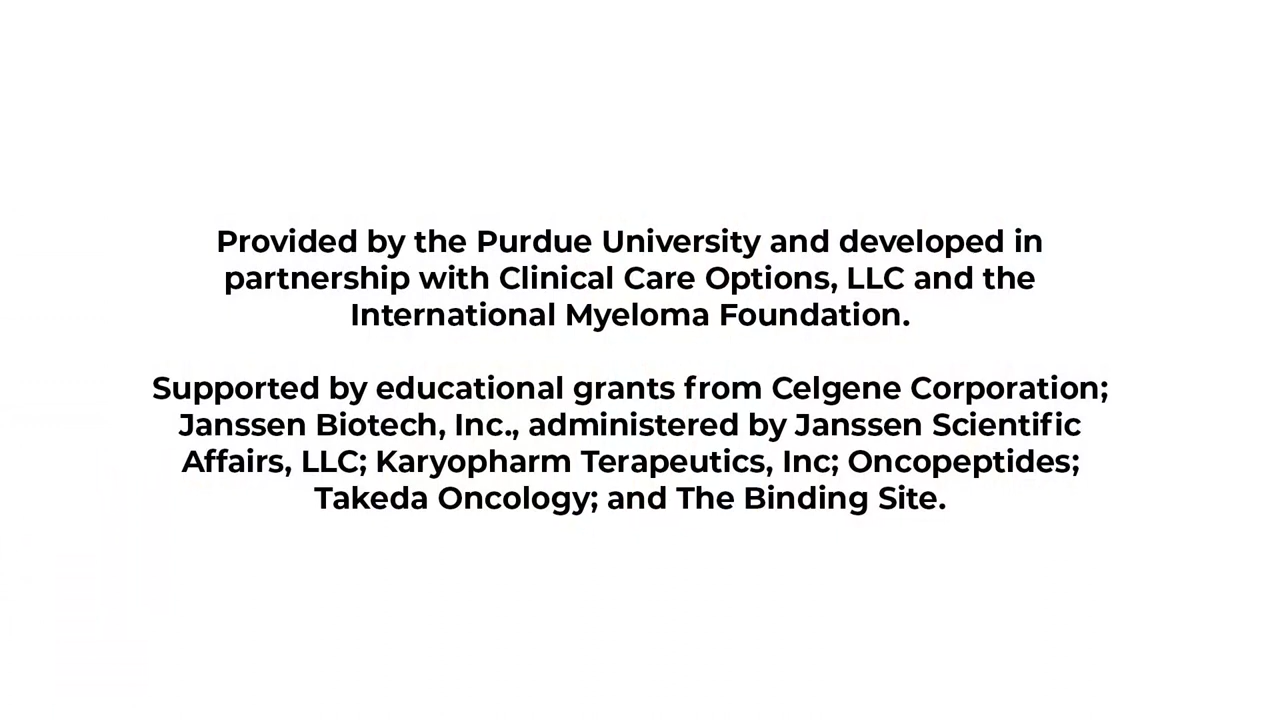 Provided by the Purdue University and developed in
partnership with Clinical Care Options, LLC and the
International Myeloma Foundation.
Supported by educational grants from Celgene Corporation;
Janssen Biotech, Inc., administered by Janssen Scientific
Affairs, LLC; Karyopharm Terapeutics, Inc; Oncopeptides;
Takeda Oncology; and The Binding Site.